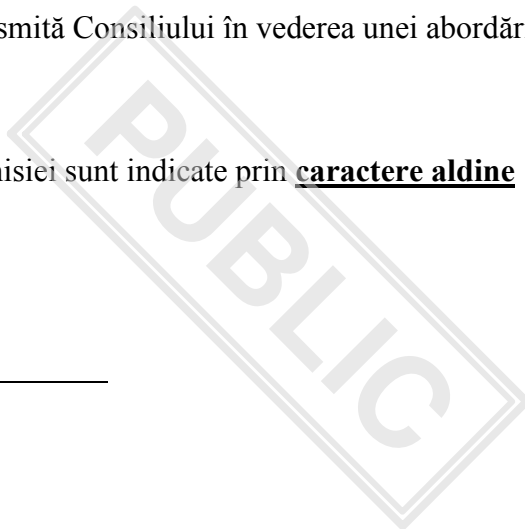 smită Consiliului în vederea unei abordăr
isiei sunt indicate prin caractere aldine
PUBLIC